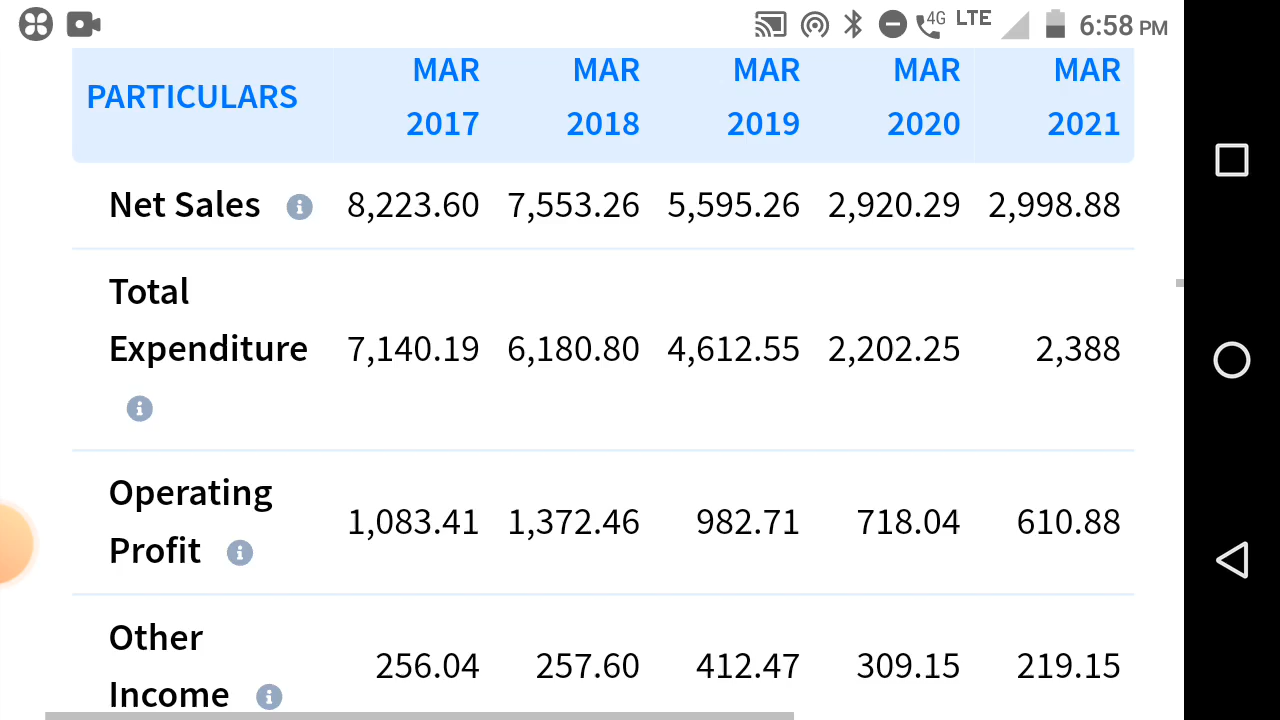 4G LTE 6:58 PM
PARTICULARS MAR 2017 MAR 2018 MAR 2019 MAR 2020 MAR 2021
Net Sales 8,223.60 7,553.26 5,595.26 2,920.29 2,998.88
Total Expenditure 7,140.19 6,180.80 4,612.55 2,202.25 2,388
Operating Profit 1,083.41 1,372.46 982.71 718.04 610.88
Other Income 256.04 257.60 412.47 309.15 219.15